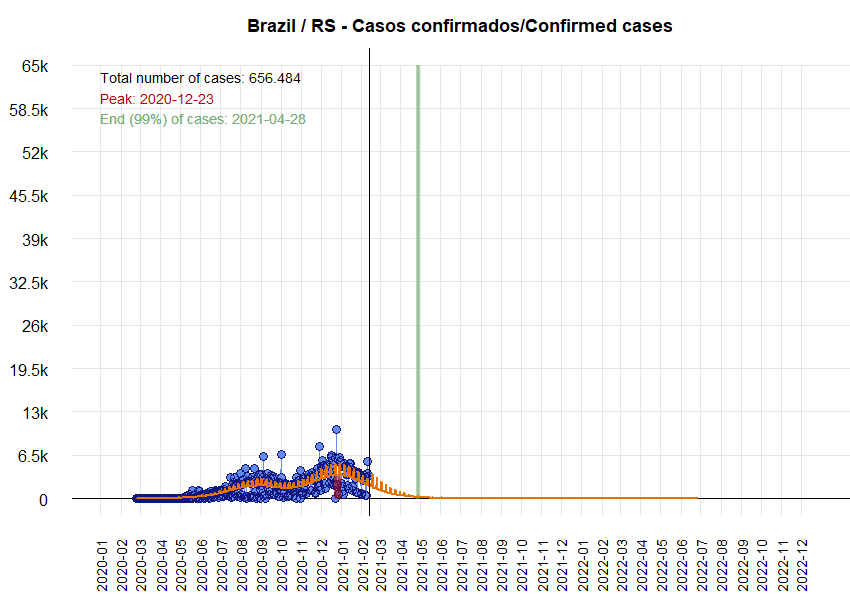 Brazil / RS - Casos confirmados/Confirmed cases
Total number of cases: 656.484
Peak: 2020-12-23
End (99%) of cases: 2021-04-28
65k
58.5k
52k
45.5k
39k
32.5k
26k
19.5k
13k
6.5k
0
2020-01
2020-02
2020-03
2020-04
2020-05
2020-06
2020-07
2020-08
2020-09
2020-10
2020-11
2020-12
2021-01
2021-02
2021-03
2021-04
2021-05
2021-06
2021-07
2021-08
2021-09
2021-10
2021-11
2021-12
2022-01
2022-02
2022-03
2022-04
2022-05
2022-06
2022-07
2022-08
2022-09
2022-10
2022-11
2022-12